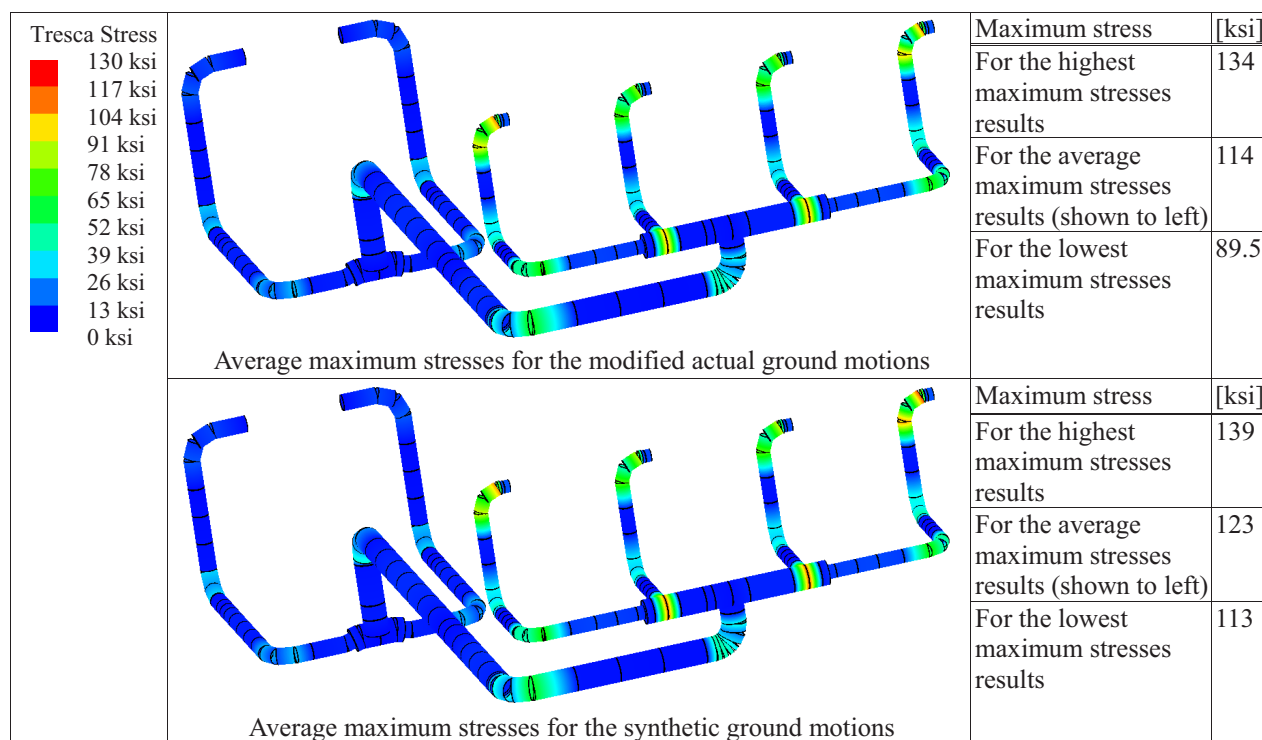 Tresca Stress
130 ksi
117 ksi
104 ksi
91 ksi
78 ksi
65 ksi
52 ksi
39 ksi
26 ksi
13 ksi
0 ksi
Average maximum stresses for the modified actual ground motions
Maximum stress [ksi]
For the highest 134
maximum stresses
results
For the average 114
maximum stresses
results (shown to left)
For the lowest 89.5
maximum stresses
results
Average maximum stresses for the synthetic ground motions
Maximum stress [ksi]
For the highest 139
maximum stresses
results
For the average 123
maximum stresses
results (shown to left)
For the lowest 113
maximum stresses
results